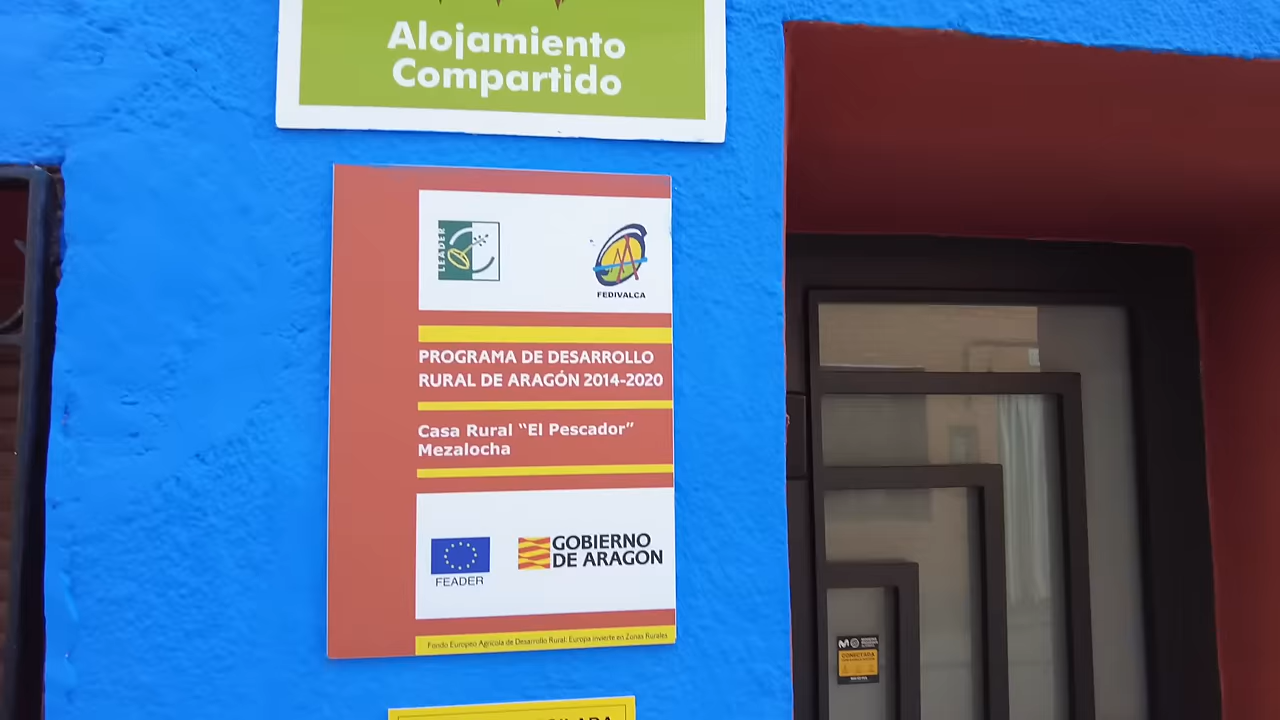 Alojamiento
Compartido
LEADER
FEDIVALCA
PROGRAMA DE DESARROLLO
RURAL DE ARAGÓN 2014-2020
Casa Rural “El Pescador”
Mezalocha
GOBIERNO
DE ARAGON
FEADER
Fondo Europeo Agrícola de Desarrollo Rural: Europa invierte en Zonas Rurales
CONECTADA